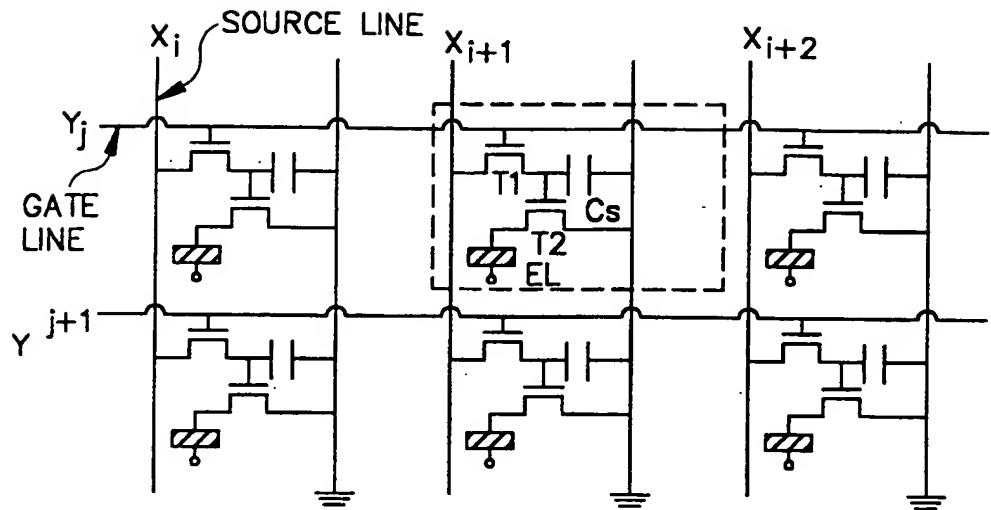 SOURCE LINE
Xi
Xi+1
Xi+2
Yj
GATE
LINE
T1
Cs
T2
EL
Y j+1